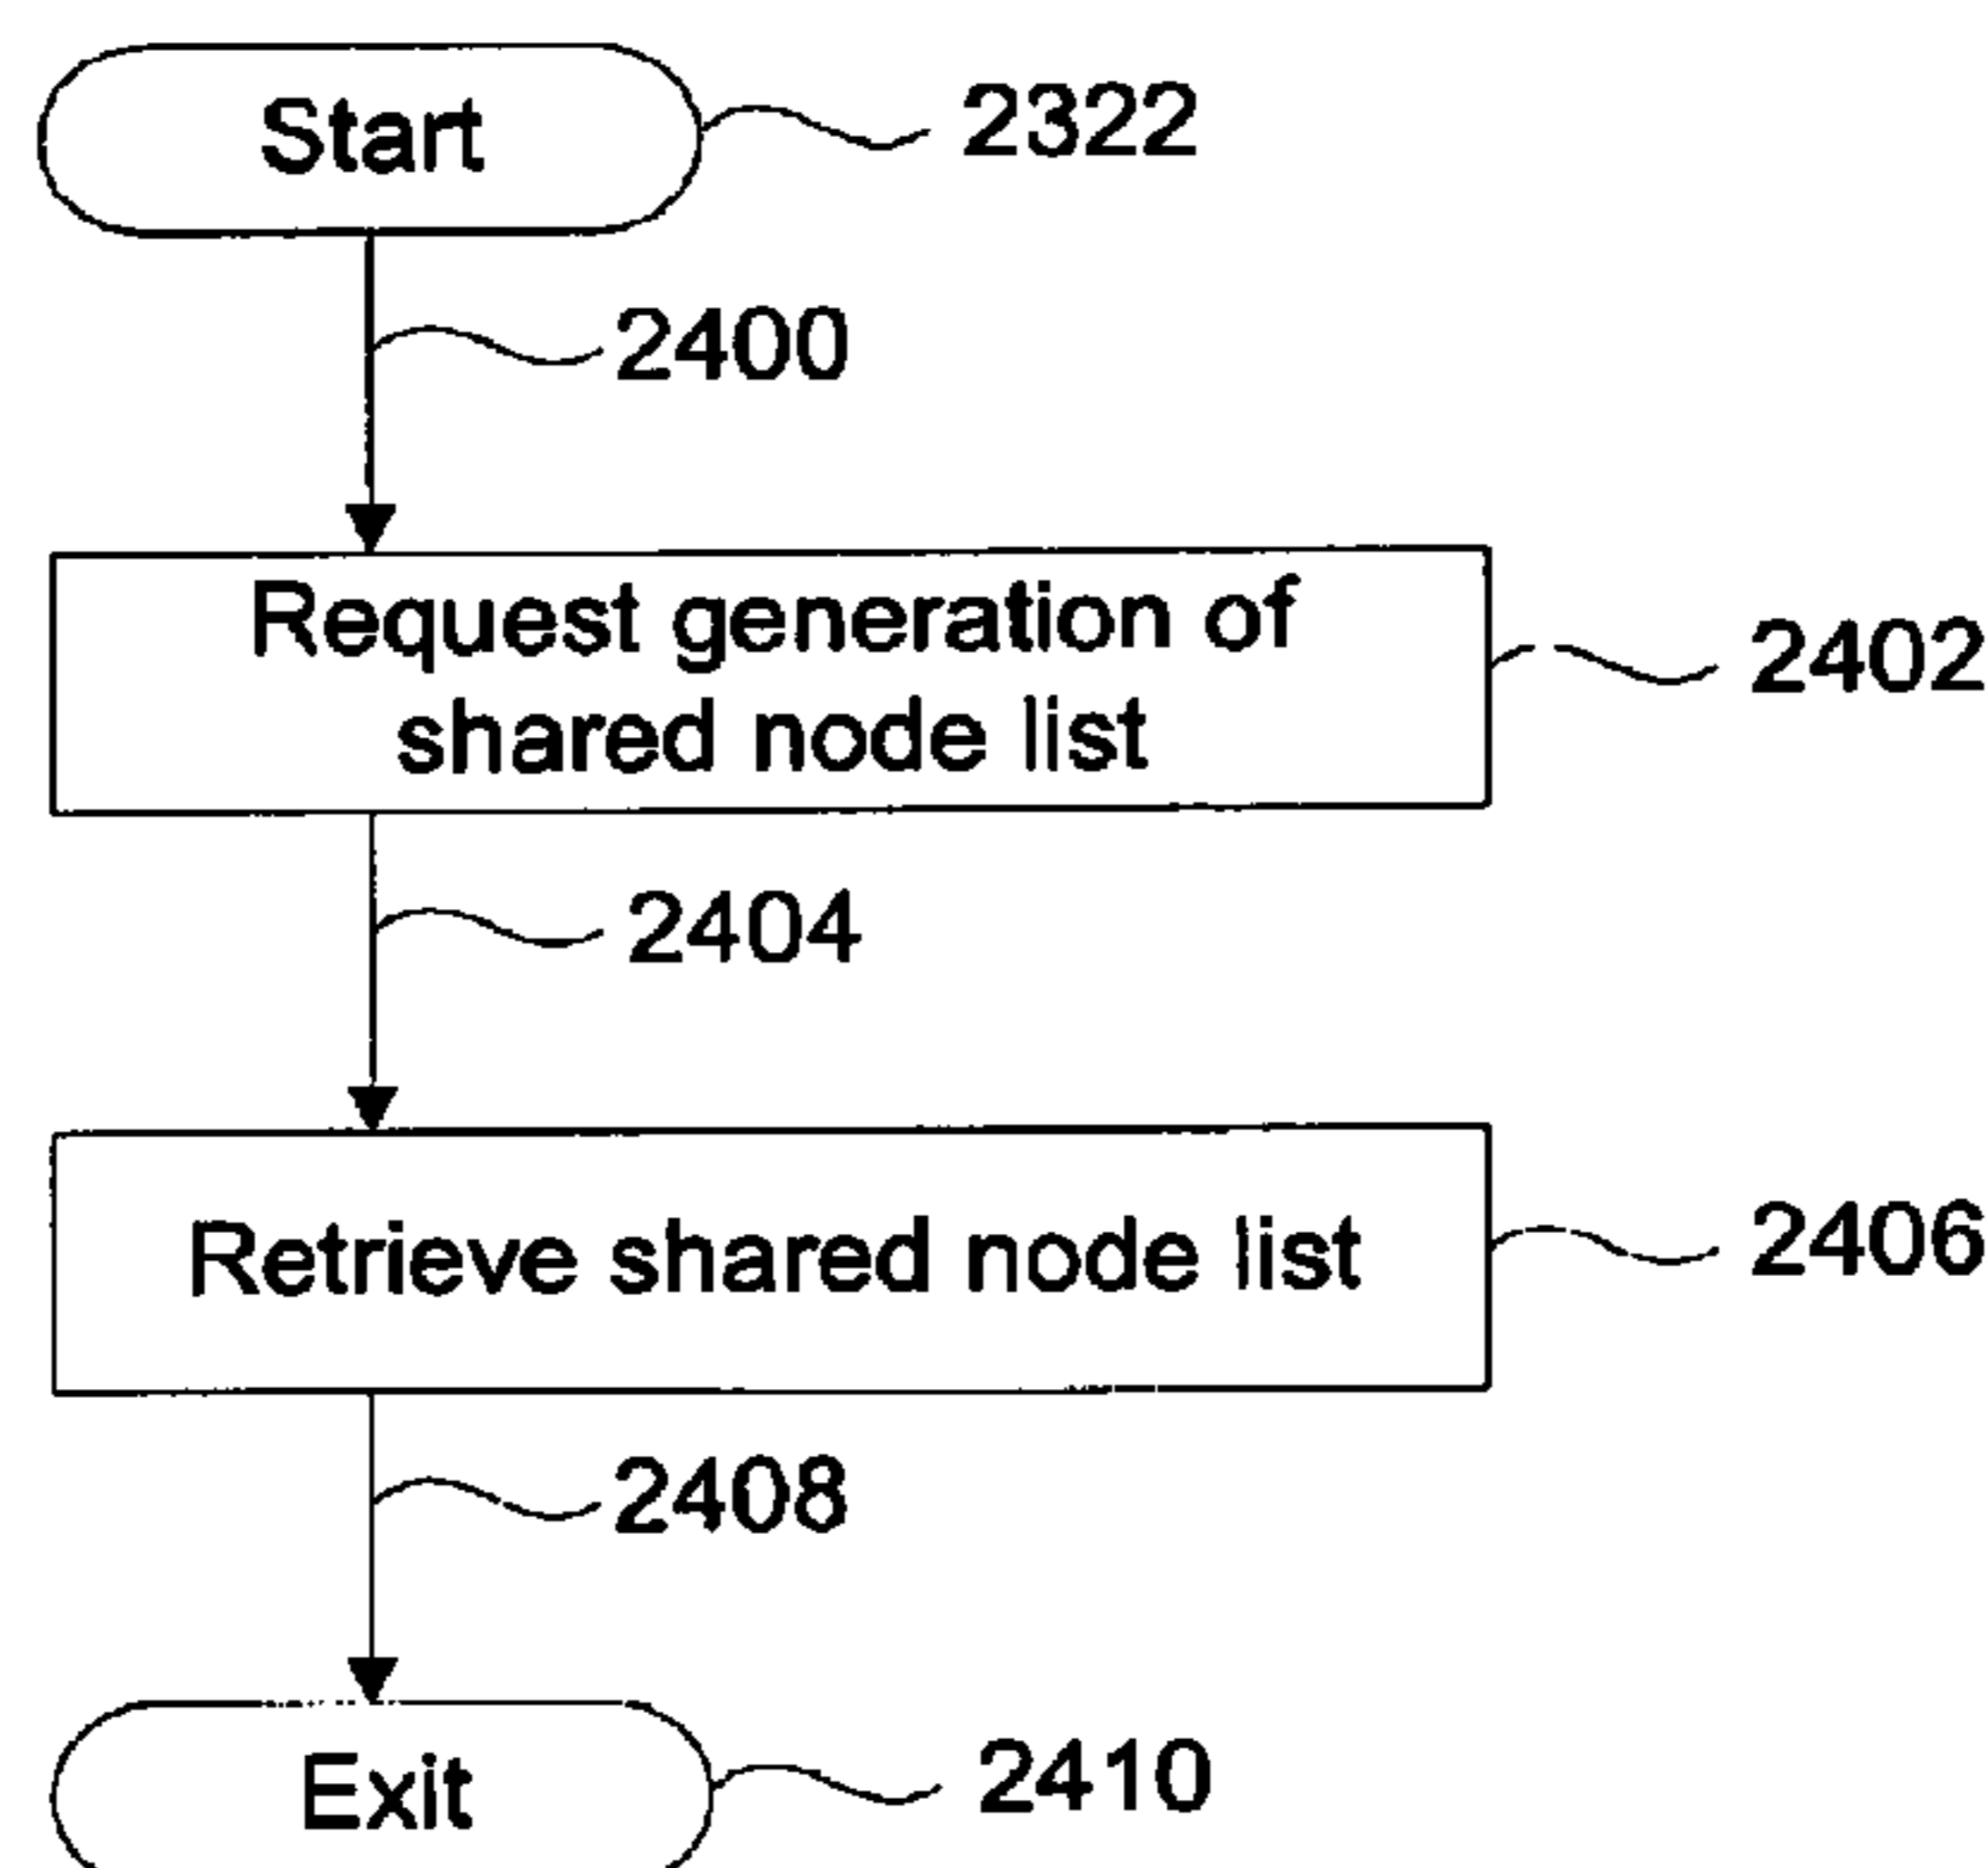 Start
2322
2400
Request generation of
shared node list
2402
2404
Retrieve shared node list
2406
2408
Exit
2410